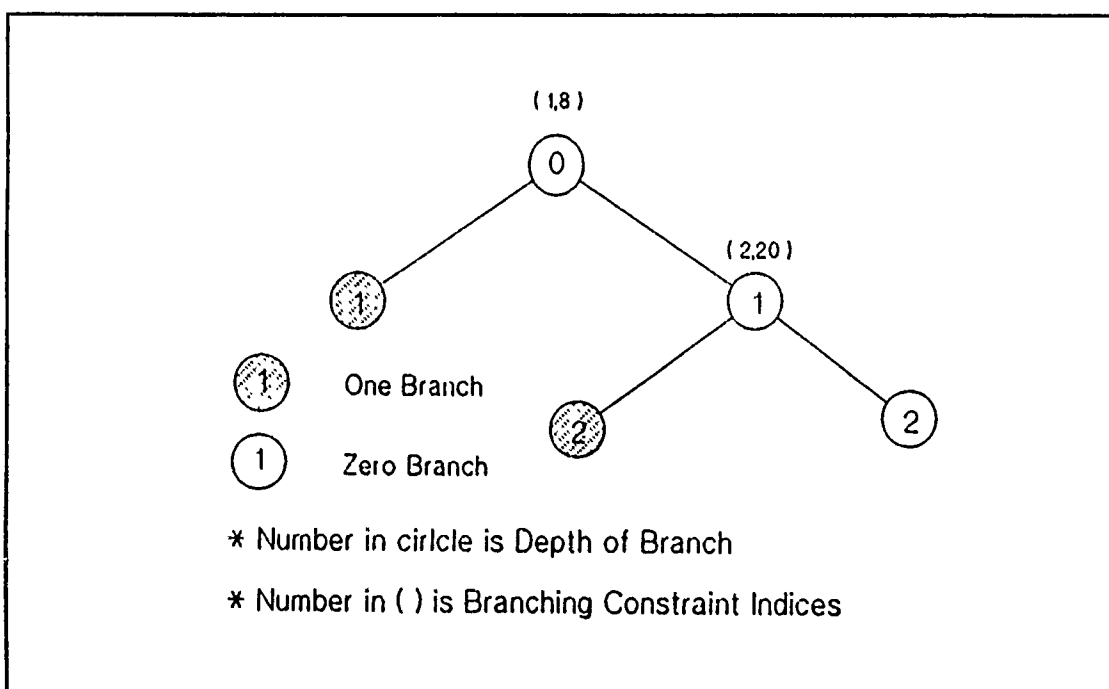 ( 1,8 )
0
( 2,20 )
1
1
1 One Branch
2
2
1 Zero Branch
* Number in cirlcle is Depth of Branch
* Number in ( ) is Branching Constraint Indices